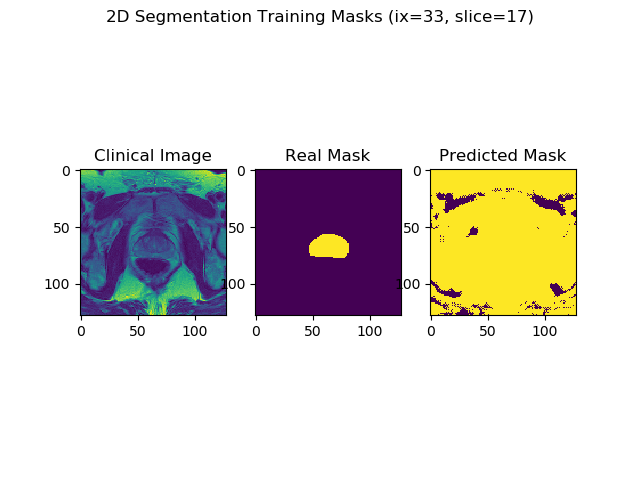 2D Segmentation Training Masks (ix=33, slice=17)
Clinical Image Real Mask Predicted Mask
0 0 0
50 50 50
100 100 100
0 50 100 0 50 100 0 50 100